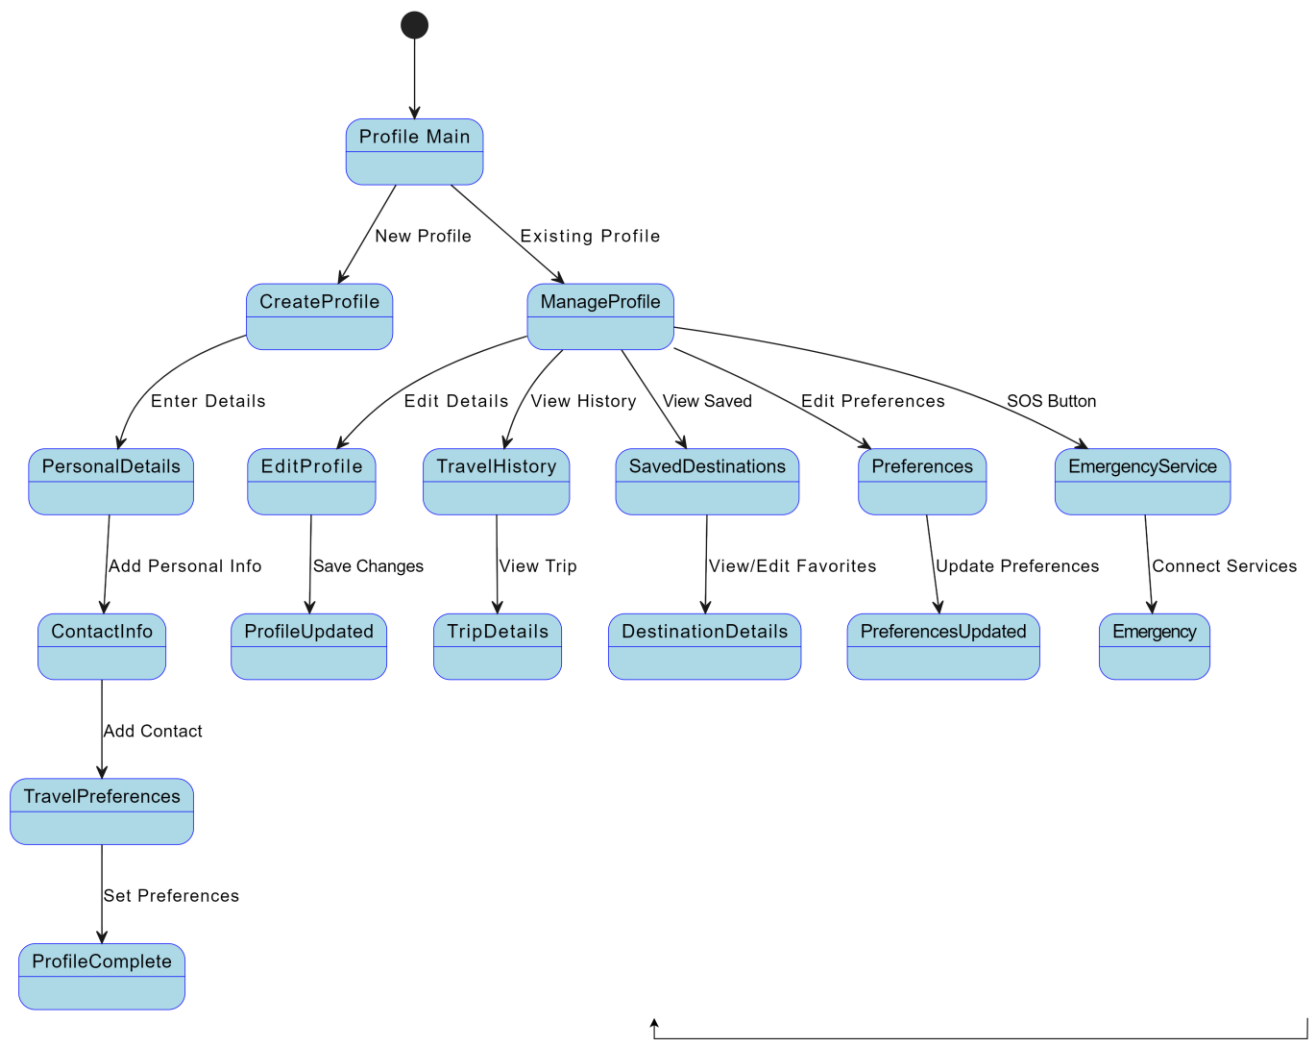 Profile Main
New Profile
Existing Profile
CreateProfile
ManageProfile
Enter Details
Edit Details
View History
View Saved
Edit Preferences
SOS Button
PersonalDetails
EditProfile
TravelHistory
SavedDestinations
Preferences
EmergencyService
Add Personal Info
Save Changes
View Trip
View/Edit Favorites
Update Preferences
Connect Services
ContactInfo
ProfileUpdated
TripDetails
DestinationDetails
PreferencesUpdated
Emergency
Add Contact
TravelPreferences
Set Preferences
ProfileComplete